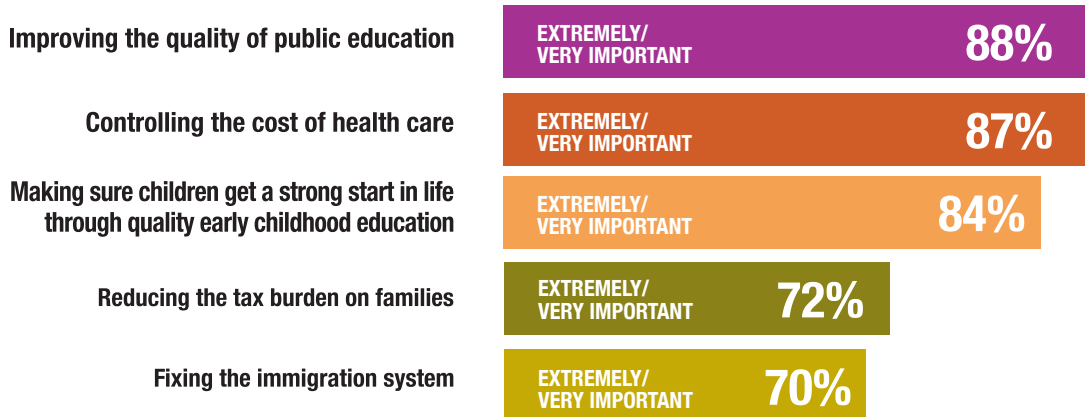 Improving the quality of public education
EXTREMELY/
VERY IMPORTANT
88%
Controlling the cost of health care
EXTREMELY/
VERY IMPORTANT
87%
Making sure children get a strong start in life
through quality early childhood education
EXTREMELY/
VERY IMPORTANT
84%
Reducing the tax burden on families
EXTREMELY/
VERY IMPORTANT
72%
Fixing the immigration system
EXTREMELY/
VERY IMPORTANT
70%